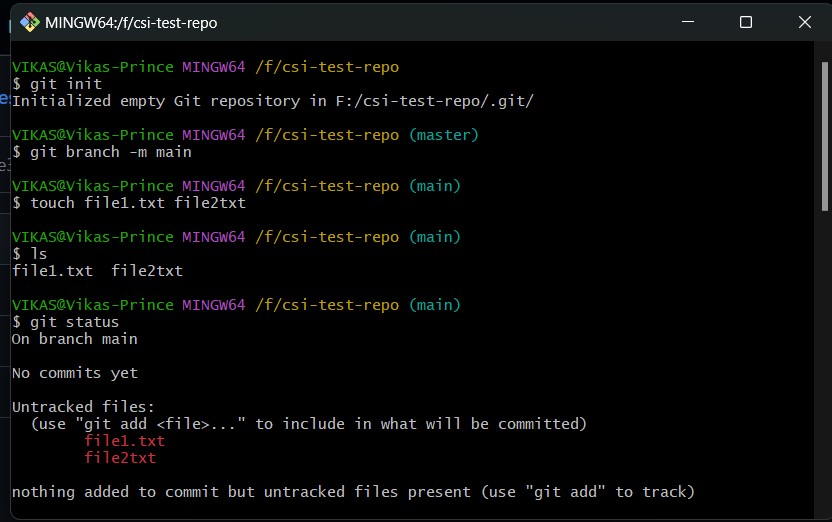 MINGW64:/f/csi-test-repo
VIKAS@Vikas-Prince MINGW64 /f/csi-test-repo
$ git init
Initialized empty Git repository in F:/csi-test-repo/.git/
VIKAS@Vikas-Prince MINGW64 /f/csi-test-repo (master)
$ git branch -m main
VIKAS@Vikas-Prince MINGW64 /f/csi-test-repo (main)
$ touch file1.txt file2txt
VIKAS@Vikas-Prince MINGW64 /f/csi-test-repo (main)
$ ls
file1.txt  file2txt
VIKAS@Vikas-Prince MINGW64 /f/csi-test-repo (main)
$ git status
On branch main
No commits yet
Untracked files:
  (use "git add <file>..." to include in what will be committed)
        file1.txt
        file2txt
nothing added to commit but untracked files present (use "git add" to track)